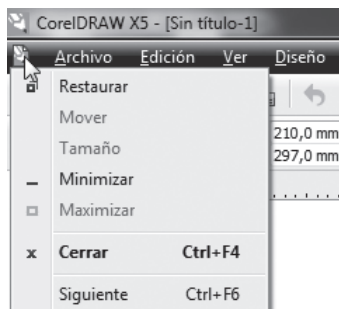 CorelDRAW X5 - [Sin título-1]
Archivo Edición Ver Diseño
Restaurar
Mover
Tamaño
Minimizar
Maximizar
Cerrar Ctrl+F4
Siguiente Ctrl+F6
210,0 mm
297,0 mm